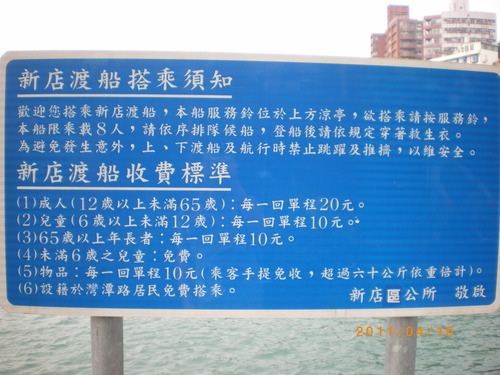 新店渡船搭乘須知
歡迎您搭乘新店渡船，本船服務鈴位於上方涼亭，欲搭乘請按服務鈴，
本船限乘載8人，請依序排隊候船，登船後請依規定穿著救生衣。
為避免發生意外，上、下渡船及航行時禁止跳躍及推擠，以維安全。
新店渡船收費標準
(1)成人(12歲以上未滿65歲)：每一回單程20元。
(2)兒童(6歲以上未滿12歲)：每一回單程10元。
(3)65歲以上年長者：每一回單程10元。
(4)未滿6歲之兒童：免費。
(5)物品：每一回單程10元(乘客手提免收，超過六十公斤依重倍計)。
(6)設籍於灣潭路居民免費搭乘。
新店區公所 敬啟